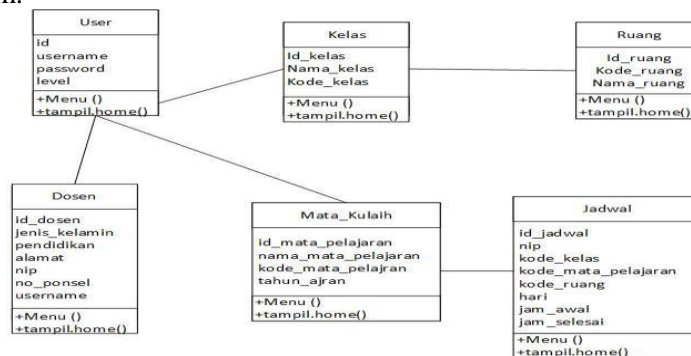 User
id
username
password
level
+Menu ()
+tampil.home()
Kelas
Id_kelas
Nama_kelas
Kode_kelas
+Menu ()
+tampil.home()
Ruang
Id_ruang
Kode_ruang
Nama_ruang
+Menu ()
+tampil.home()
Dosen
id_dosen
jenis_kelamin
pendidikan
alamat
nip
no_ponsel
username
+Menu ()
+tampil.home()
Mata_Kulaih
id_mata_pelajaran
nama_mata_pelajaran
kode_mata_pelajran
tahun_ajran
+Menu ()
+tampil.home()
Jadwal
id_jadwal
nip
kode_kelas
kode_mata_pelajaran
kode_ruang
hari
jam_awal
jam_selesai
+Menu ()
+tampil.home()